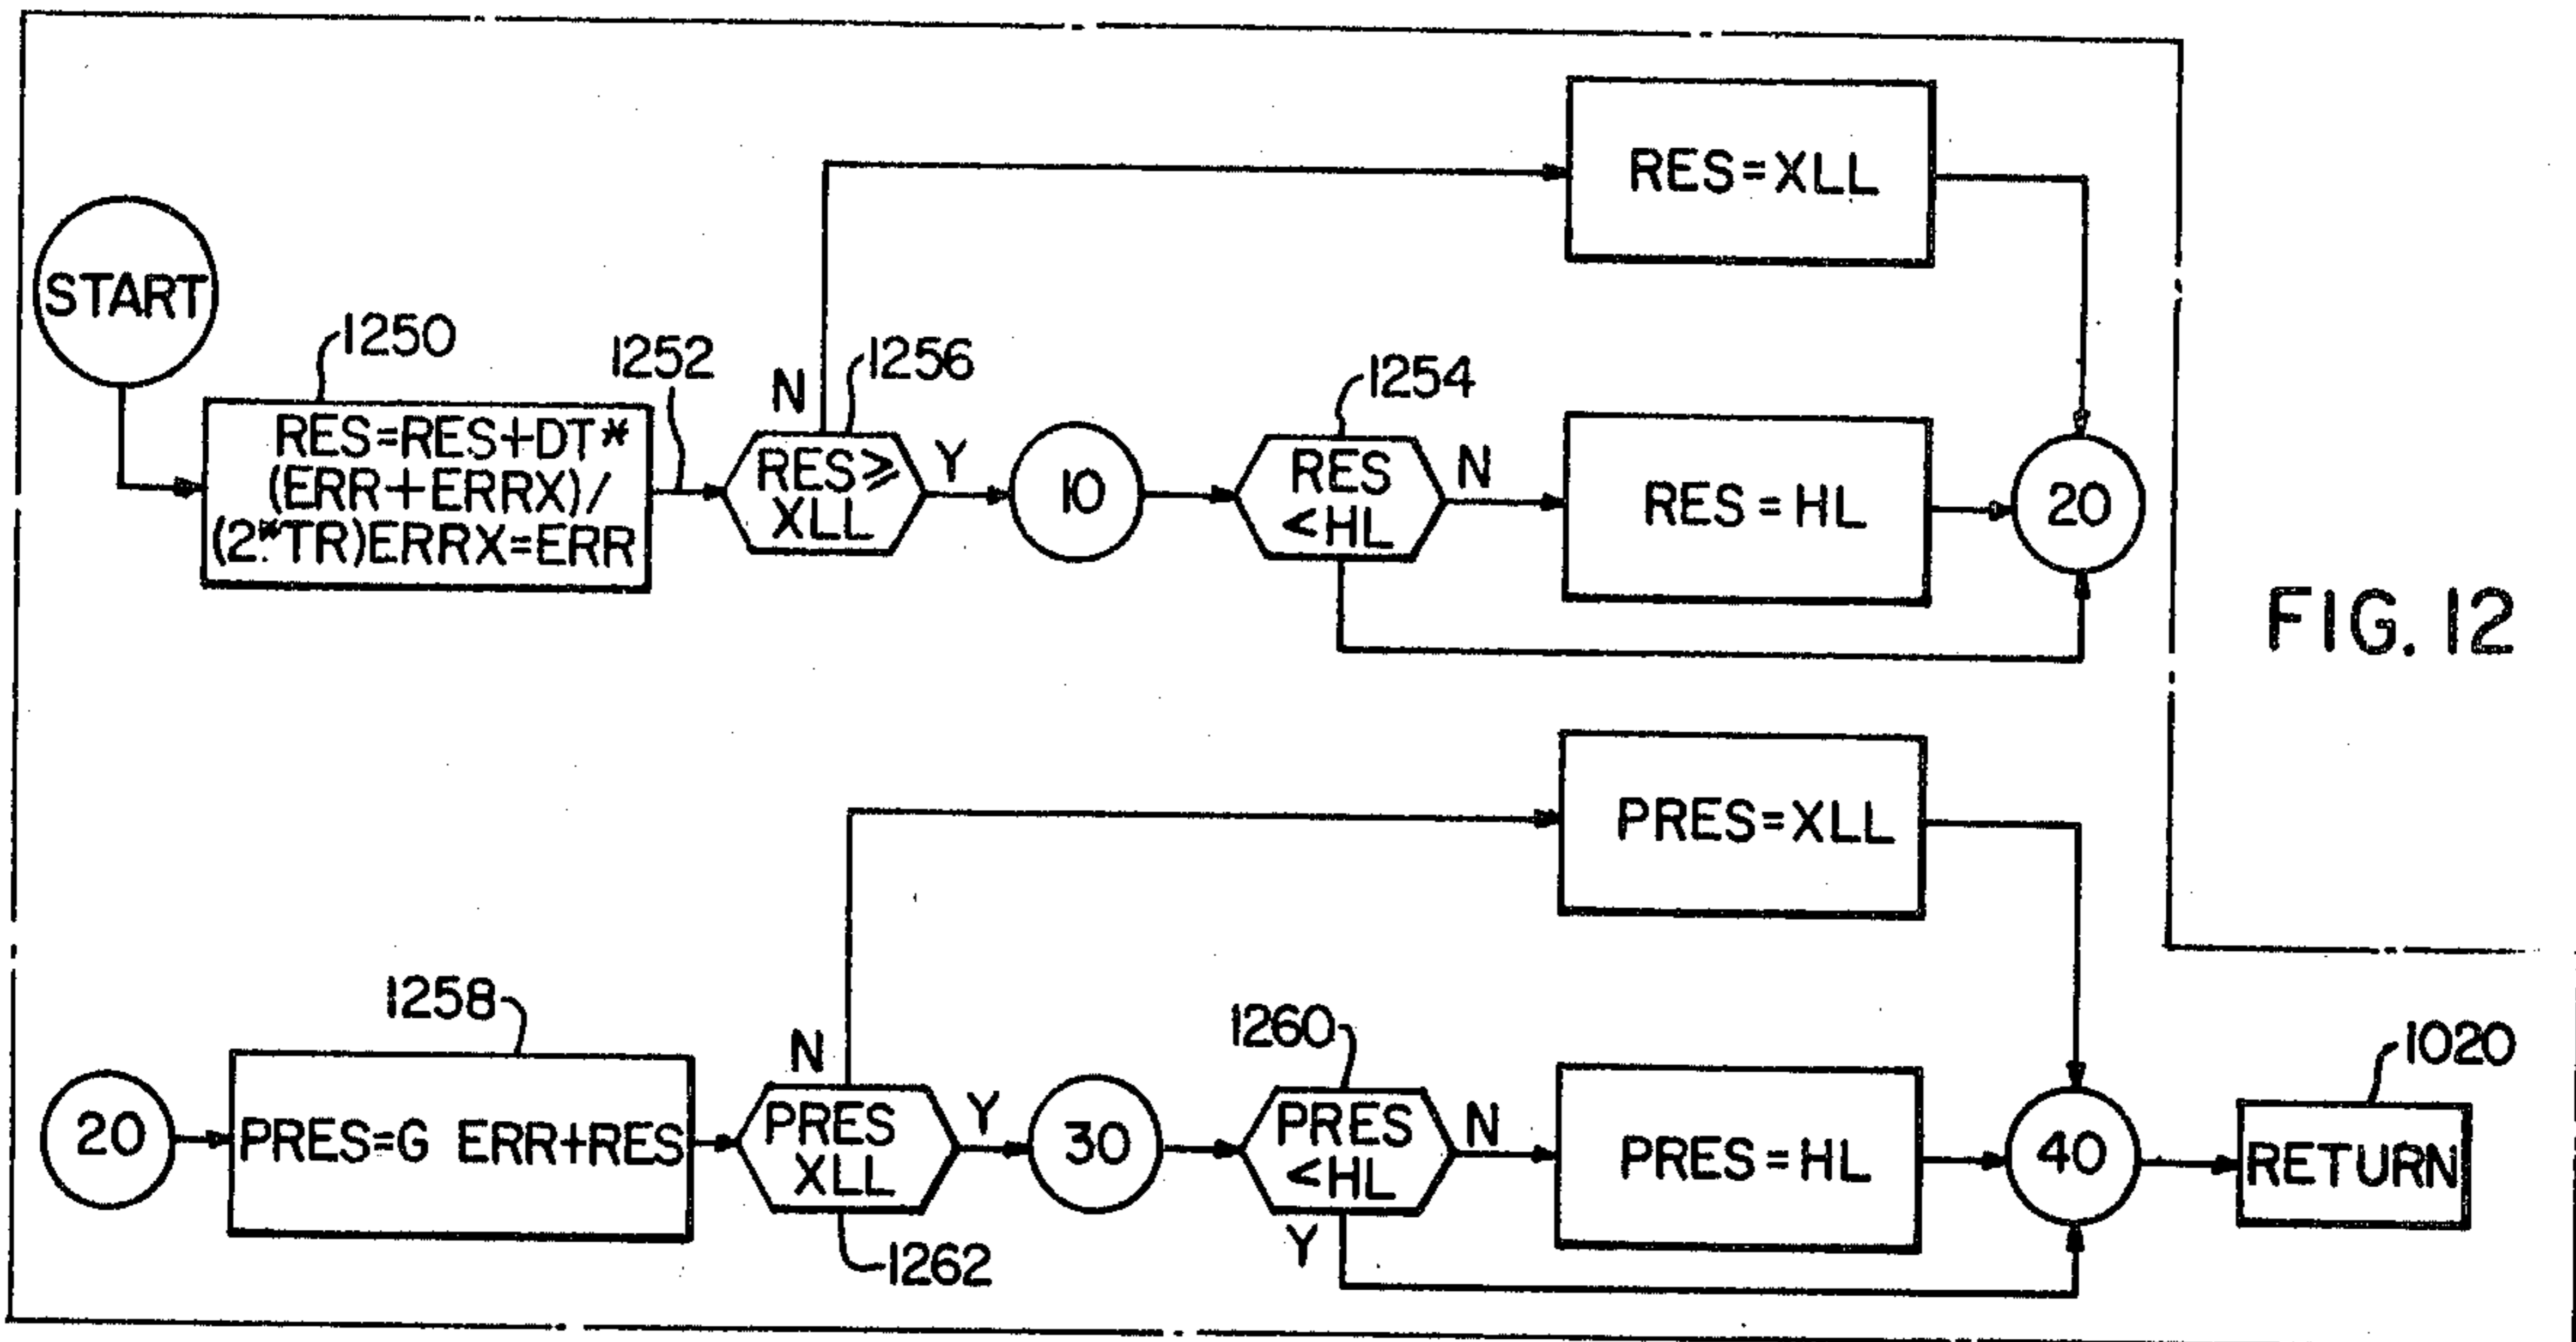 RES=XLL
START
1250
1252
N
1256
1254
RES=RES+DT*
(ERR+ERRX)/
(2.*TR)ERRX=ERR
RES≥
XLL
Y
10
RES
<HL
N
RES=HL
20
FIG. 12
PRES=XLL
1258
N
1260
1020
20
PRES=G ERR+RES
PRES
XLL
Y
30
PRES
<HL
N
PRES=HL
40
RETURN
Y
1262